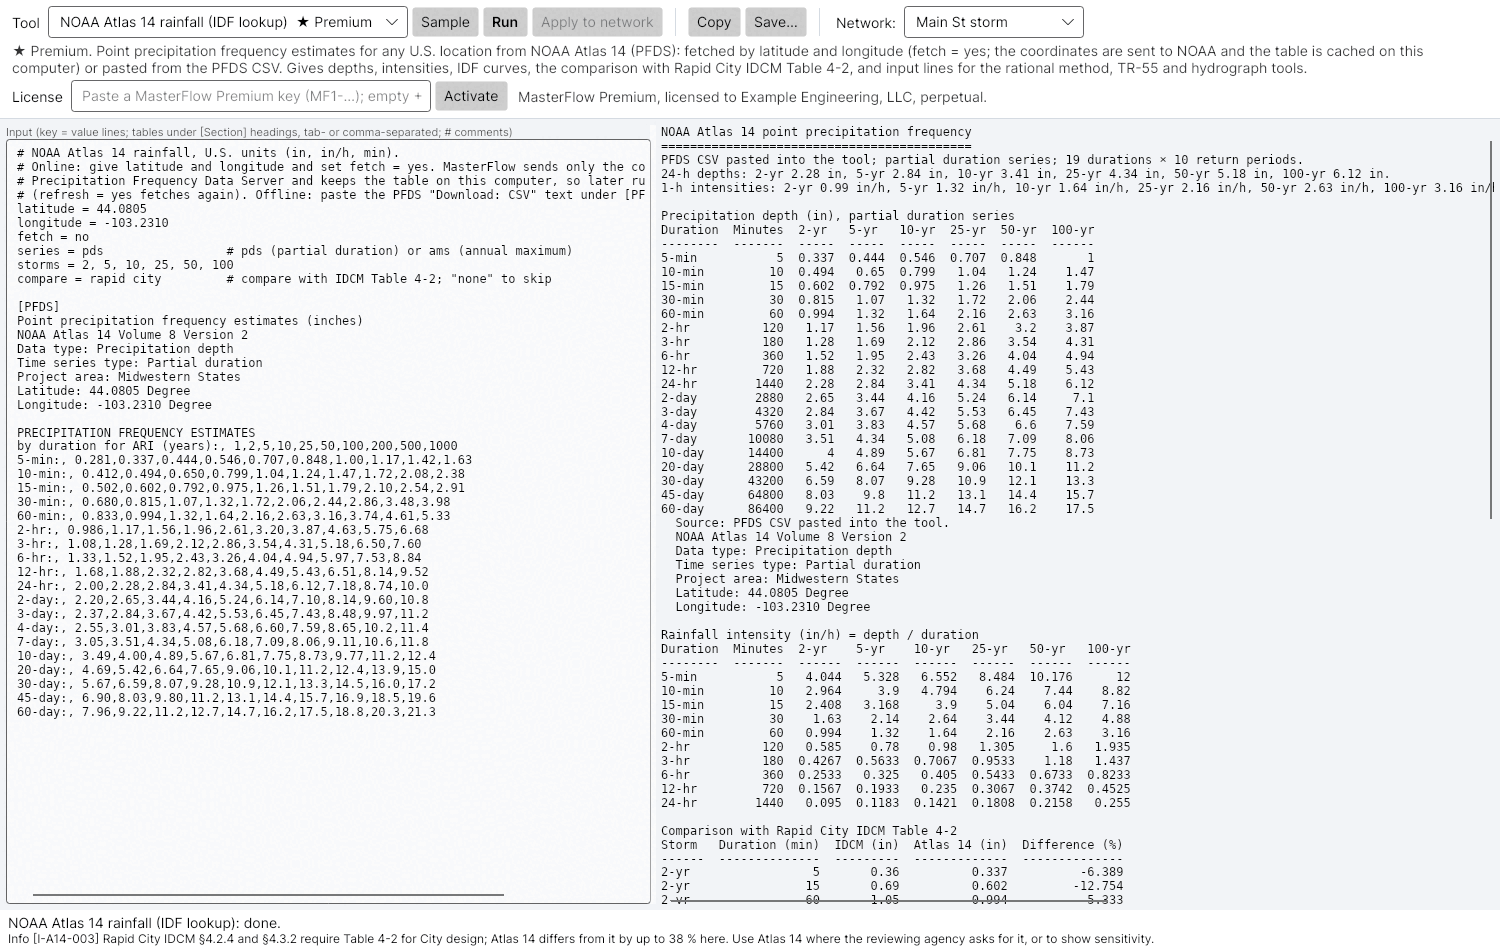 Tool NOAA Atlas 14 rainfall (IDF lookup) ★ Premium Sample Run Apply to network Copy Save... Network: Main St storm
★ Premium. Point precipitation frequency estimates for any U.S. location from NOAA Atlas 14 (PFDS): fetched by latitude and longitude (fetch = yes; the coordinates are sent to NOAA and the table is cached on this
computer) or pasted from the PFDS CSV. Gives depths, intensities, IDF curves, the comparison with Rapid City IDCM Table 4-2, and input lines for the rational method, TR-55 and hydrograph tools.
License Paste a MasterFlow Premium key (MF1-...); empty + Activate MasterFlow Premium, licensed to Example Engineering, LLC, perpetual.
Input (key = value lines; tables under [Section] headings, tab- or comma-separated; # comments)
# NOAA Atlas 14 rainfall, U.S. units (in, in/h, min).
# Online: give latitude and longitude and set fetch = yes. MasterFlow sends only the co
# Precipitation Frequency Data Server and keeps the table on this computer, so later ru
# (refresh = yes fetches again). Offline: paste the PFDS "Download: CSV" text under [PF
latitude = 44.0805
longitude = -103.2310
fetch = no
series = pds # pds (partial duration) or ams (annual maximum)
storms = 2, 5, 10, 25, 50, 100
compare = rapid city # compare with IDCM Table 4-2; "none" to skip
[PFDS]
Point precipitation frequency estimates (inches)
NOAA Atlas 14 Volume 8 Version 2
Data type: Precipitation depth
Time series type: Partial duration
Project area: Midwestern States
Latitude: 44.0805 Degree
Longitude: -103.2310 Degree
PRECIPITATION FREQUENCY ESTIMATES
by duration for ARI (years):, 1,2,5,10,25,50,100,200,500,1000
5-min:, 0.281,0.337,0.444,0.546,0.707,0.848,1.00,1.17,1.42,1.63
10-min:, 0.412,0.494,0.650,0.799,1.04,1.24,1.47,1.72,2.08,2.38
15-min:, 0.502,0.602,0.792,0.975,1.26,1.51,1.79,2.10,2.54,2.91
30-min:, 0.680,0.815,1.07,1.32,1.72,2.06,2.44,2.86,3.48,3.98
60-min:, 0.833,0.994,1.32,1.64,2.16,2.63,3.16,3.74,4.61,5.33
2-hr:, 0.986,1.17,1.56,1.96,2.61,3.20,3.87,4.63,5.75,6.68
3-hr:, 1.08,1.28,1.69,2.12,2.86,3.54,4.31,5.18,6.50,7.60
6-hr:, 1.33,1.52,1.95,2.43,3.26,4.04,4.94,5.97,7.53,8.84
12-hr:, 1.68,1.88,2.32,2.82,3.68,4.49,5.43,6.51,8.14,9.52
24-hr:, 2.00,2.28,2.84,3.41,4.34,5.18,6.12,7.18,8.74,10.0
2-day:, 2.20,2.65,3.44,4.16,5.24,6.14,7.10,8.14,9.60,10.8
3-day:, 2.37,2.84,3.67,4.42,5.53,6.45,7.43,8.48,9.97,11.2
4-day:, 2.55,3.01,3.83,4.57,5.68,6.60,7.59,8.65,10.2,11.4
7-day:, 3.05,3.51,4.34,5.08,6.18,7.09,8.06,9.11,10.6,11.8
10-day:, 3.49,4.00,4.89,5.67,6.81,7.75,8.73,9.77,11.2,12.4
20-day:, 4.69,5.42,6.64,7.65,9.06,10.1,11.2,12.4,13.9,15.0
30-day:, 5.67,6.59,8.07,9.28,10.9,12.1,13.3,14.5,16.0,17.2
45-day:, 6.90,8.03,9.80,11.2,13.1,14.4,15.7,16.9,18.5,19.6
60-day:, 7.96,9.22,11.2,12.7,14.7,16.2,17.5,18.8,20.3,21.3
NOAA Atlas 14 point precipitation frequency
===========================================
PFDS CSV pasted into the tool; partial duration series; 19 durations × 10 return periods.
24-h depths: 2-yr 2.28 in, 5-yr 2.84 in, 10-yr 3.41 in, 25-yr 4.34 in, 50-yr 5.18 in, 100-yr 6.12 in.
1-h intensities: 2-yr 0.99 in/h, 5-yr 1.32 in/h, 10-yr 1.64 in/h, 25-yr 2.16 in/h, 50-yr 2.63 in/h, 100-yr 3.16 in/h
Precipitation depth (in), partial duration series
Duration Minutes 2-yr 5-yr 10-yr 25-yr 50-yr 100-yr
-------- ------- ----- ----- ----- ----- ----- ------
5-min 5 0.337 0.444 0.546 0.707 0.848 1
10-min 10 0.494 0.65 0.799 1.04 1.24 1.47
15-min 15 0.602 0.792 0.975 1.26 1.51 1.79
30-min 30 0.815 1.07 1.32 1.72 2.06 2.44
60-min 60 0.994 1.32 1.64 2.16 2.63 3.16
2-hr 120 1.17 1.56 1.96 2.61 3.2 3.87
3-hr 180 1.28 1.69 2.12 2.86 3.54 4.31
6-hr 360 1.52 1.95 2.43 3.26 4.04 4.94
12-hr 720 1.88 2.32 2.82 3.68 4.49 5.43
24-hr 1440 2.28 2.84 3.41 4.34 5.18 6.12
2-day 2880 2.65 3.44 4.16 5.24 6.14 7.1
3-day 4320 2.84 3.67 4.42 5.53 6.45 7.43
4-day 5760 3.01 3.83 4.57 5.68 6.6 7.59
7-day 10080 3.51 4.34 5.08 6.18 7.09 8.06
10-day 14400 4 4.89 5.67 6.81 7.75 8.73
20-day 28800 5.42 6.64 7.65 9.06 10.1 11.2
30-day 43200 6.59 8.07 9.28 10.9 12.1 13.3
45-day 64800 8.03 9.8 11.2 13.1 14.4 15.7
60-day 86400 9.22 11.2 12.7 14.7 16.2 17.5
Source: PFDS CSV pasted into the tool.
NOAA Atlas 14 Volume 8 Version 2
Data type: Precipitation depth
Time series type: Partial duration
Project area: Midwestern States
Latitude: 44.0805 Degree
Longitude: -103.2310 Degree
Rainfall intensity (in/h) = depth / duration
Duration Minutes 2-yr 5-yr 10-yr 25-yr 50-yr 100-yr
-------- ------- ------ ------ ------ ------ ------ ------
5-min 5 4.044 5.328 6.552 8.484 10.176 12
10-min 10 2.964 3.9 4.794 6.24 7.44 8.82
15-min 15 2.408 3.168 3.9 5.04 6.04 7.16
30-min 30 1.63 2.14 2.64 3.44 4.12 4.88
60-min 60 0.994 1.32 1.64 2.16 2.63 3.16
2-hr 120 0.585 0.78 0.98 1.305 1.6 1.935
3-hr 180 0.4267 0.5633 0.7067 0.9533 1.18 1.437
6-hr 360 0.2533 0.325 0.405 0.5433 0.6733 0.8233
12-hr 720 0.1567 0.1933 0.235 0.3067 0.3742 0.4525
24-hr 1440 0.095 0.1183 0.1421 0.1808 0.2158 0.255
Comparison with Rapid City IDCM Table 4-2
Storm Duration (min) IDCM (in) Atlas 14 (in) Difference (%)
------ -------------- --------- ------------- --------------
2-yr 5 0.36 0.337 -6.389
2-yr 15 0.69 0.602 -12.754
2-yr 60 1.05 0.994 -5.333
NOAA Atlas 14 rainfall (IDF lookup): done.
Info [I-A14-003] Rapid City IDCM §4.2.4 and §4.3.2 require Table 4-2 for City design; Atlas 14 differs from it by up to 38 % here. Use Atlas 14 where the reviewing agency asks for it, or to show sensitivity.